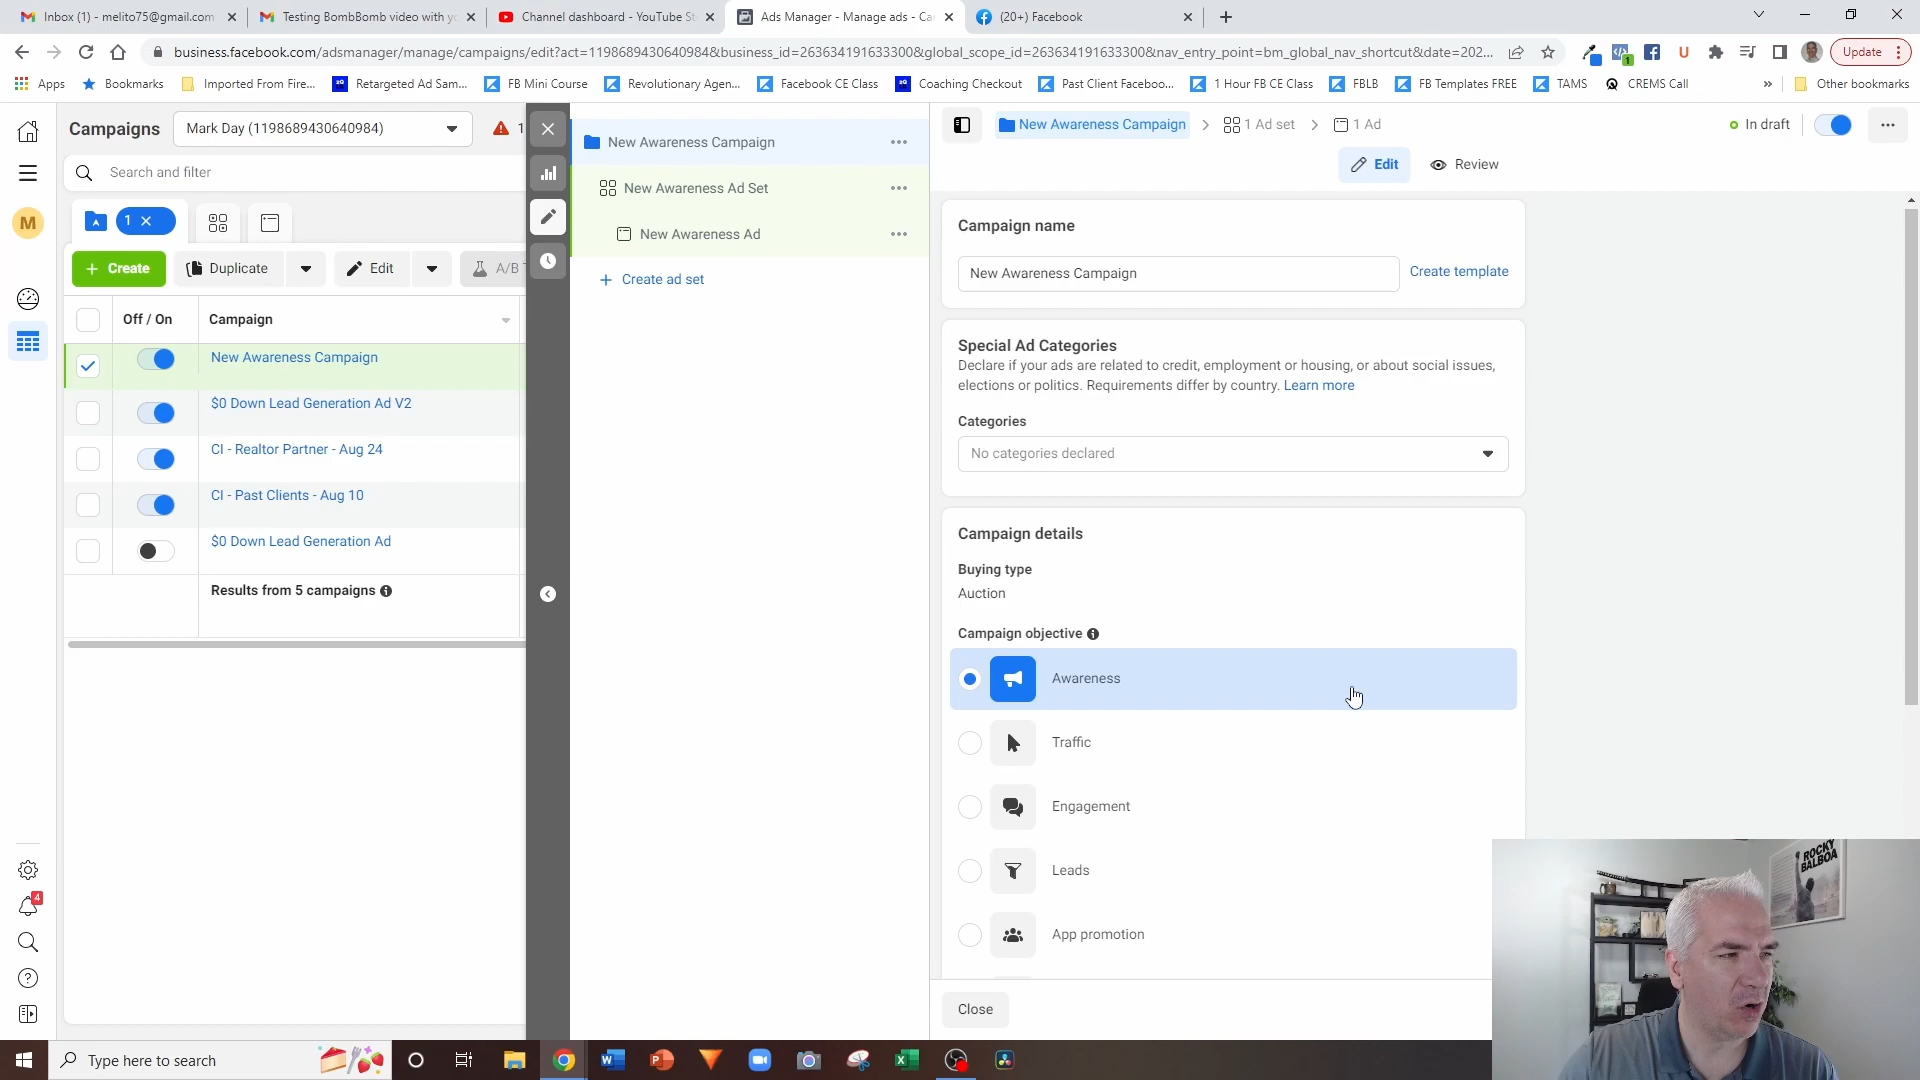 Inbox (1) - melito75@gmail.com
Testing BombBomb video with yo
Channel dashboard - YouTube St
Ads Manager - Manage ads - Ca
(20+) Facebook
business.facebook.com/adsmanager/manage/campaigns/edit?act=1198689430640984&business_id=263634191633300&global_scope_id=263634191633300&nav_entry_point=bm_global_nav_shortcut&date=202...
Update
Apps
Bookmarks
Imported From Fire...
Retargeted Ad Sam...
FB Mini Course
Revolutionary Agen...
Facebook CE Class
Coaching Checkout
Past Client Faceboo...
1 Hour FB CE Class
FBLB
FB Templates FREE
TAMS
CREMS Call
»
Other bookmarks
Campaigns
Mark Day (1198689430640984)
1
Search and filter
M
1
Create
Duplicate
Edit
A/B T
Off / On
Campaign
New Awareness Campaign
$0 Down Lead Generation Ad V2
CI - Realtor Partner - Aug 24
CI - Past Clients - Aug 10
$0 Down Lead Generation Ad
Results from 5 campaigns
4
New Awareness Campaign
New Awareness Ad Set
New Awareness Ad
Create ad set
New Awareness Campaign
1 Ad set
1 Ad
In draft
Edit
Review
Campaign name
New Awareness Campaign
Create template
Special Ad Categories
Declare if your ads are related to credit, employment or housing, or about social issues,
elections or politics. Requirements differ by country. Learn more
Categories
No categories declared
Campaign details
Buying type
Auction
Campaign objective
Awareness
Traffic
Engagement
Leads
App promotion
Close
ROCKY
BALBOA
Type here to search